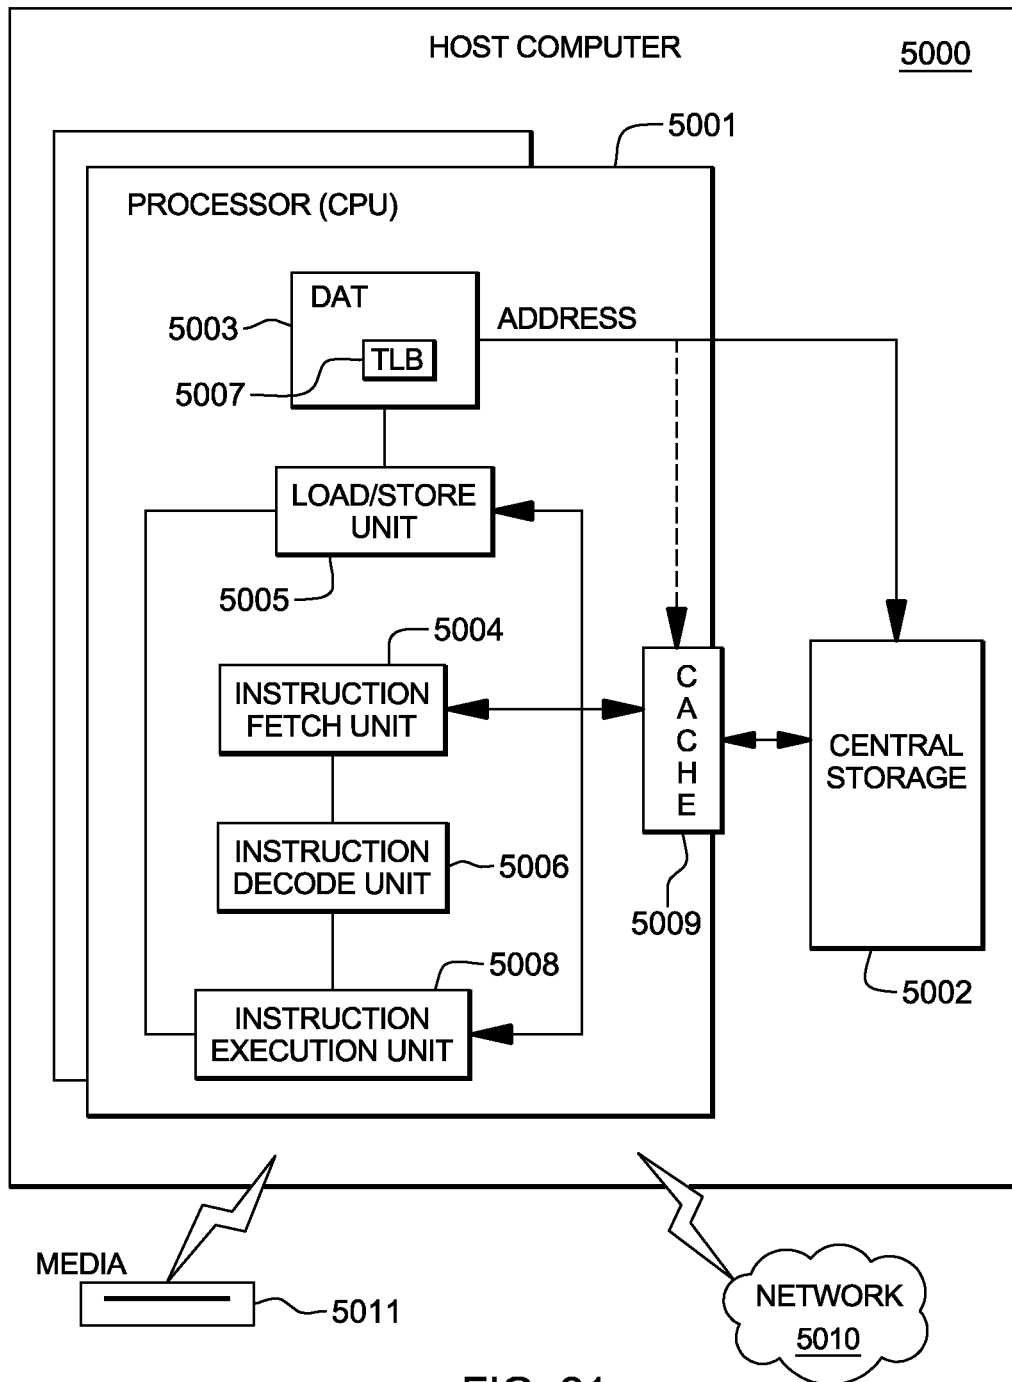 HOST COMPUTER
5000
5001
PROCESSOR (CPU)
DAT
5003
ADDRESS
TLB
5007
LOAD/STORE
UNIT
5005
5004
INSTRUCTION
FETCH UNIT
CACHE
CENTRAL
STORAGE
INSTRUCTION
DECODE UNIT
5006
5009
5008
5002
INSTRUCTION
EXECUTION UNIT
MEDIA
5011
NETWORK
5010